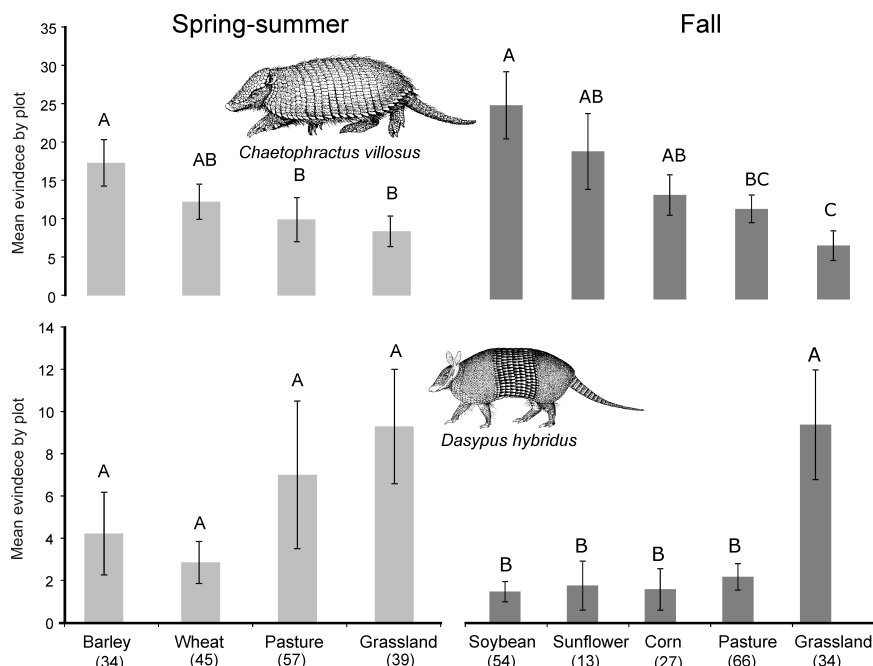 Spring-summer
Fall
Mean evindece by plot
35
30
25
20
15
10
5
0
A
AB
B
B
Chaetophractus villosus
A
AB
AB
BC
C
Mean evindece by plot
14
12
10
8
6
4
2
0
A
A
A
A
Dasypus hybridus
B
B
B
B
A
Barley Wheat Pasture Grassland Soybean Sunflower Corn Pasture Grassland
(34) (45) (57) (39) (54) (13) (27) (66) (34)